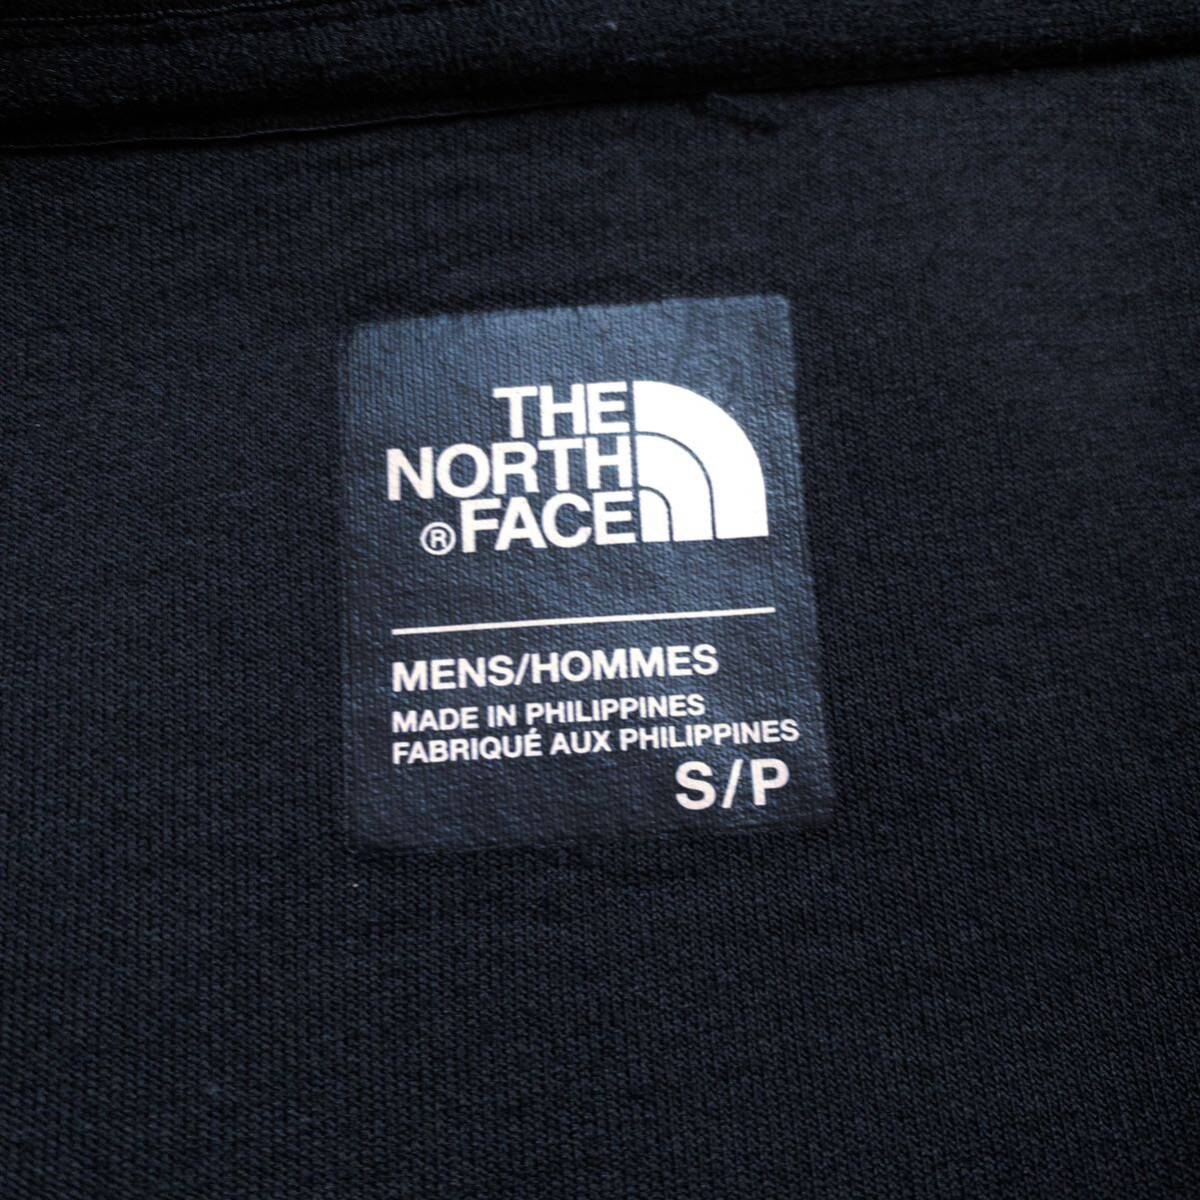 THE
NORTH
®FACE
MENS/HOMMES
MADE IN PHILIPPINES
FABRIQUÉ AUX PHILIPPINES
S/P